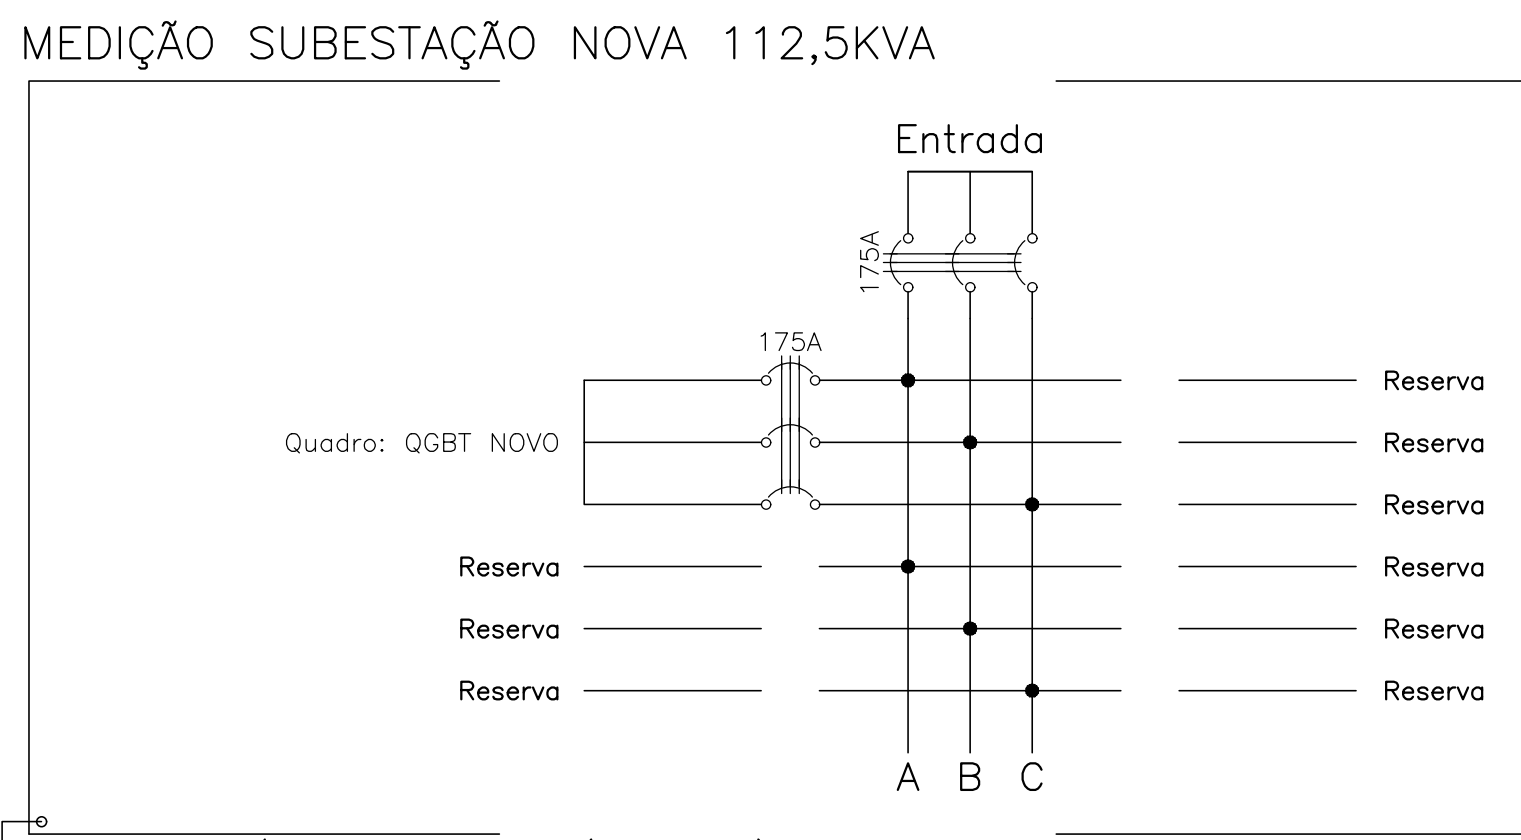 MEDIÇÃO SUBESTAÇÃO NOVA 112,5KVA
Entrada
175A
175A
Reserva
Quadro: QGBT NOVO
Reserva
Reserva
Reserva
Reserva
Reserva
Reserva
Reserva
Reserva
A B C